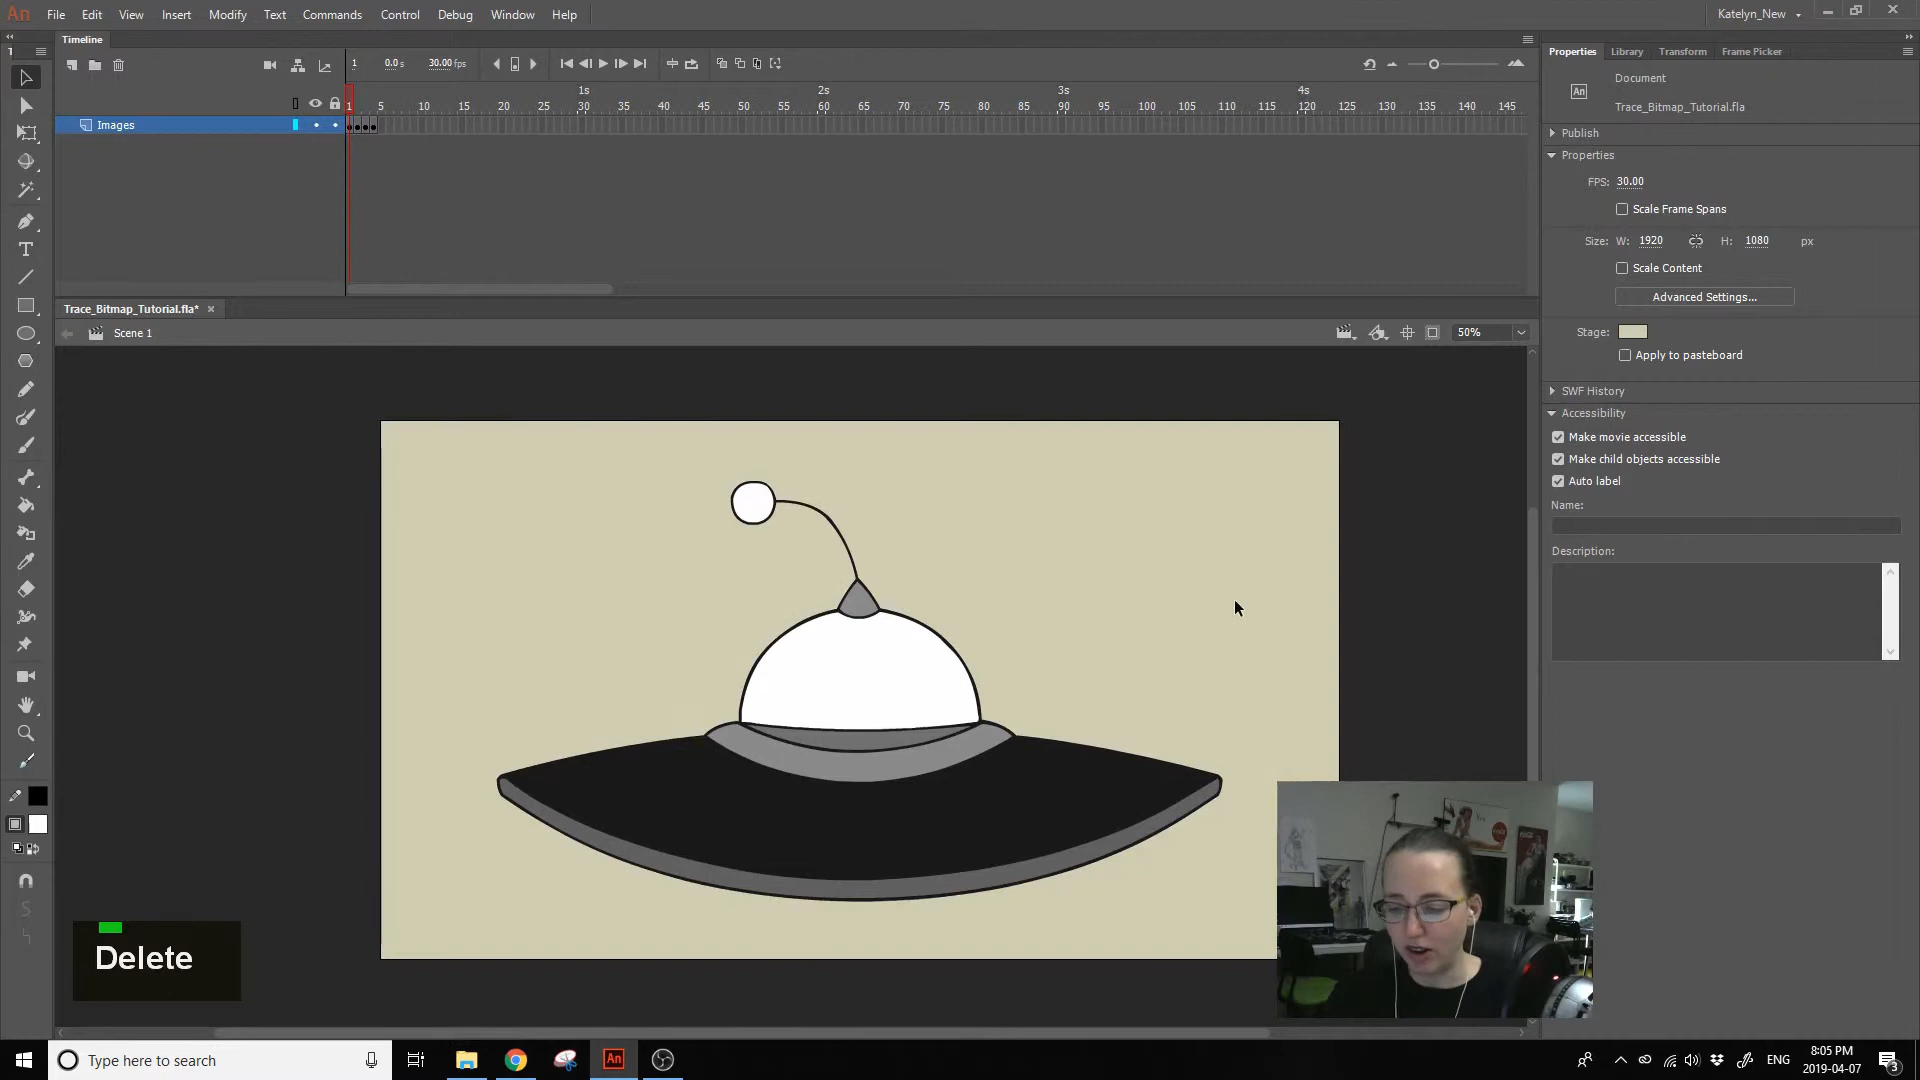 An File Edit View Insert Modify Text Commands Control Debug Window Help Katelyn_New
Timeline
Properties Library Transform Frame Picker
1 0.0 s 30.00 fps
1s 2s 3s 4s
1 5 10 15 20 25 30 35 40 45 50 55 60 65 70 75 80 85 90 95 100 105 110 115 120 125 130 135 140 145
Images
An
Document
Trace_Bitmap_Tutorial.fla
Publish
Properties
FPS: 30.00
Scale Frame Spans
Size: W: 1920 H: 1080 px
Scale Content
Advanced Settings...
Trace_Bitmap_Tutorial.fla*
Scene 1
50%
Stage:
Apply to pasteboard
SWF History
Accessibility
Make movie accessible
Make child objects accessible
Auto label
Name:
Description:
Delete
Type here to search
An
ENG
8:05 PM
2019-04-07
3